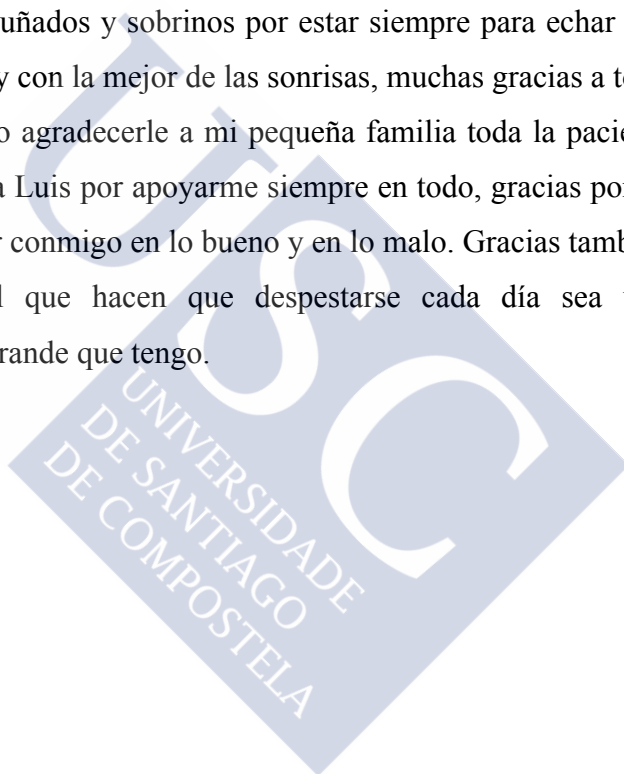 uñados y sobrinos por estar siempre para echar
y con la mejor de las sonrisas, muchas gracias a t
o agradecerle a mi pequeña familia toda la pacie
a Luis por apoyarme siempre en todo, gracias por
r conmigo en lo bueno y en lo malo. Gracias tamb
l que hacen que despestarse cada día sea
rande que tengo.
USC
UNIVERSIDADE
DE SANTIAGO
DE COMPOSTELA